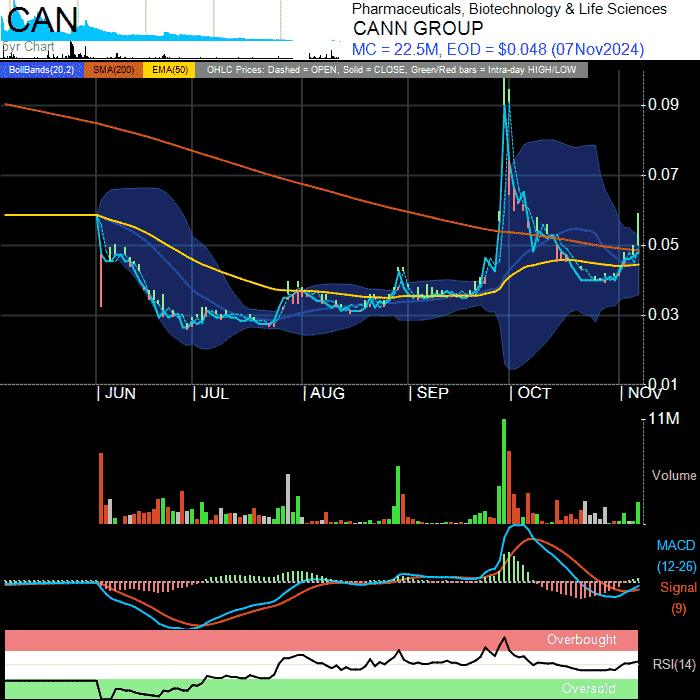 CAN
Pharmaceuticals, Biotechnology & Life Sciences
CANN GROUP
MC = 22.5M, EOD = $0.048 (07Nov2024)
5yr Chart
BollBands(20,2) SMA(200) EMA(50) OHLC Prices: Dashed = OPEN, Solid = CLOSE, Green/Red bars = Intra-day HIGH/LOW
0.09
0.07
0.05
0.03
0.01
JUN JUL AUG SEP OCT NOV
11M
Volume
MACD
(12-26)
Signal
(9)
Overbought
RSI(14)
Oversold